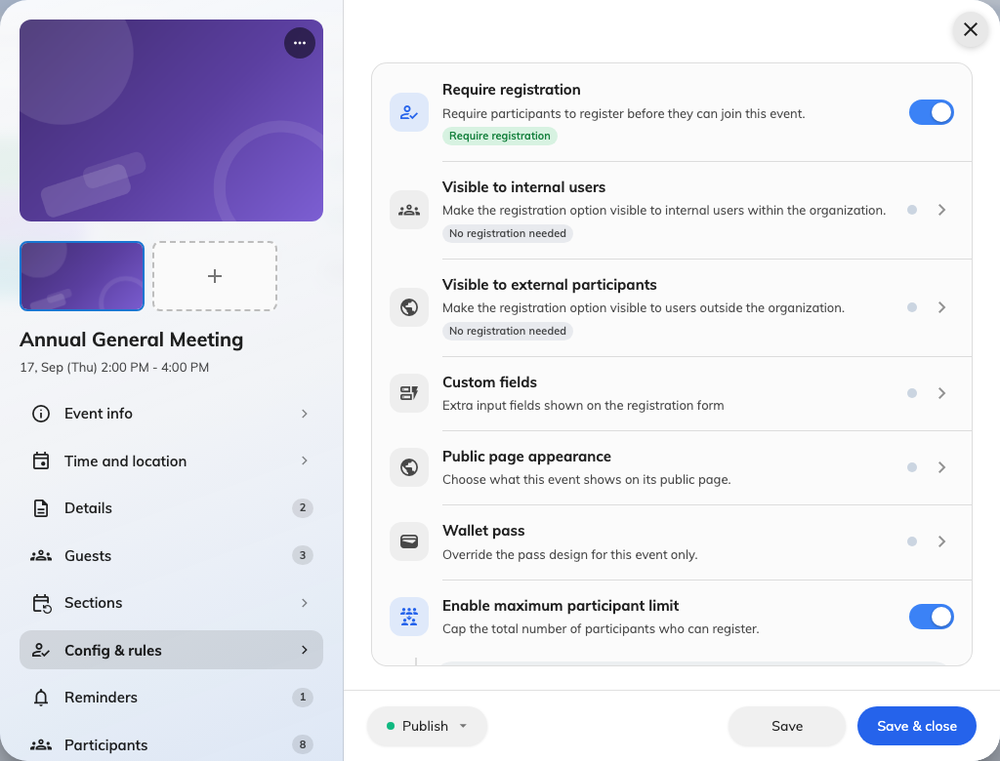 Annual General Meeting
17, Sep (Thu) 2:00 PM - 4:00 PM
Event info
Time and location
Details 2
Guests 3
Sections
Config & rules
Reminders 1
Participants 8
Require registration
Require participants to register before they can join this event.
Require registration
Visible to internal users
Make the registration option visible to internal users within the organization.
No registration needed
Visible to external participants
Make the registration option visible to users outside the organization.
No registration needed
Custom fields
Extra input fields shown on the registration form
Public page appearance
Choose what this event shows on its public page.
Wallet pass
Override the pass design for this event only.
Enable maximum participant limit
Cap the total number of participants who can register.
Publish
Save
Save & close